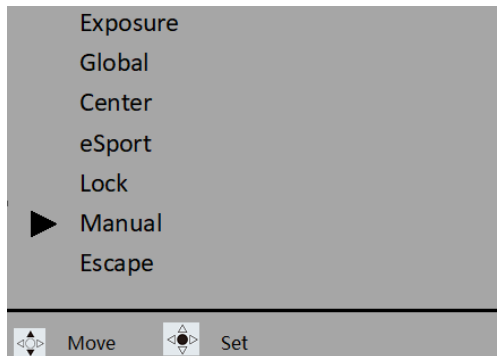 Exposure
Global
Center
eSport
Lock
Manual
Escape
Move Set